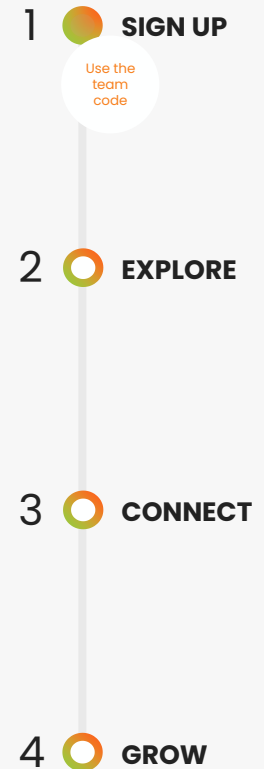 1 SIGN UP
Use the
team
code
2 EXPLORE
3 CONNECT
4 GROW